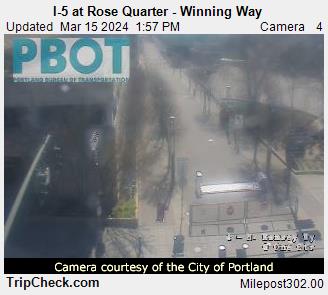 I-5 at Rose Quarter - Winning Way
Updated Mar 15 2024 1:57 PM Camera 4
PBOT
PORTLAND BUREAU OF TRANSPORTATION
Camera courtesy of the City of Portland
TripCheck.com Milepost302.00